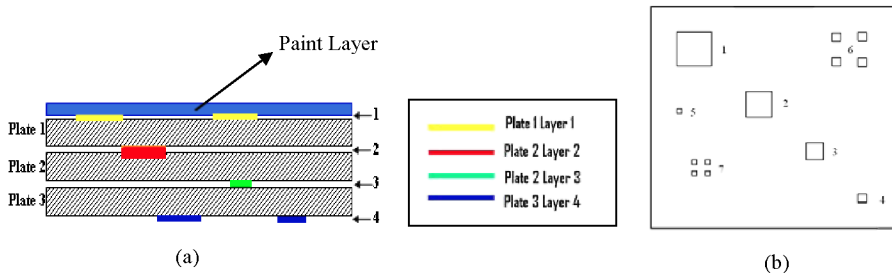 Paint Layer
Plate 1
Plate 2
Plate 3
1
2
3
4
Plate 1 Layer 1
Plate 2 Layer 2
Plate 2 Layer 3
Plate 3 Layer 4
(a)
1
6
5
2
3
7
4
(b)